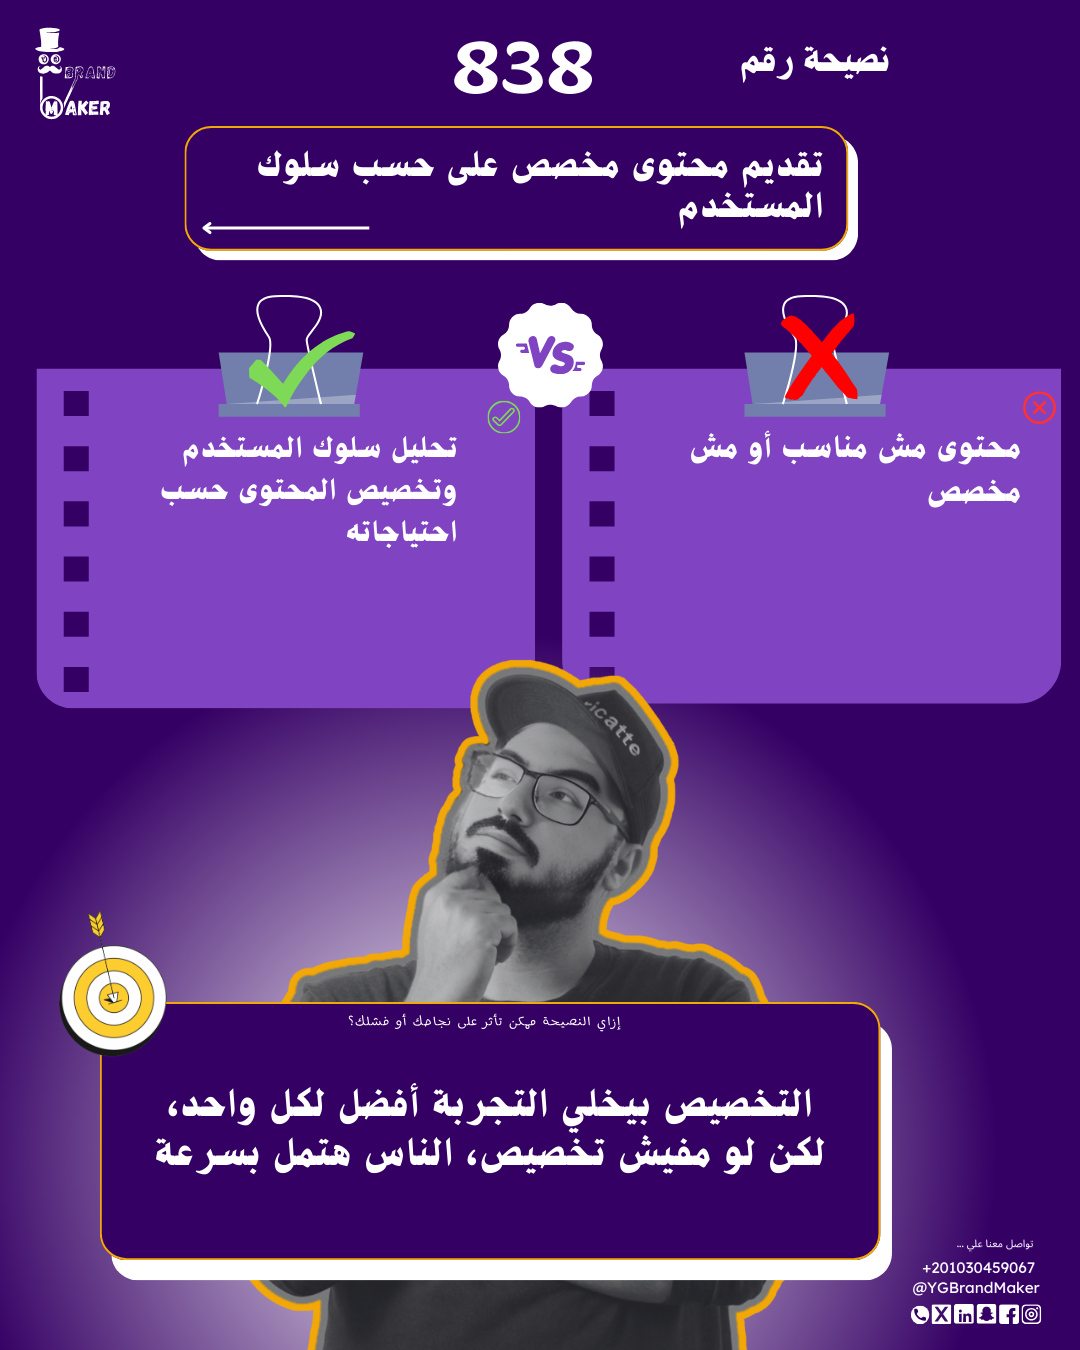 BRAND
MAKER
نصيحة رقم
838
تقديم محتوى مخصص على حسب سلوك
المستخدم
VS
محتوى مش مناسب أو مش
مخصص
تحليل سلوك المستخدم
وتخصيص المحتوى حسب
احتياجاته
icatte
إزاي النصيحة ممكن تأثر على نجاحك أو فشلك؟
التخصيص بيخلي التجربة أفضل لكل واحد،
لكن لو مفيش تخصيص، الناس هتمل بسرعة
تواصل معنا علي ...
+201030459067
@YGBrandMaker